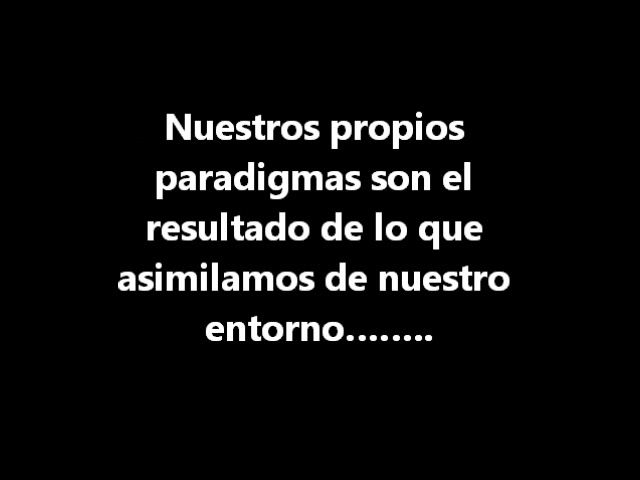 Nuestros propios
paradigmas son el
resultado de lo que
asimilamos de nuestro
entorno........